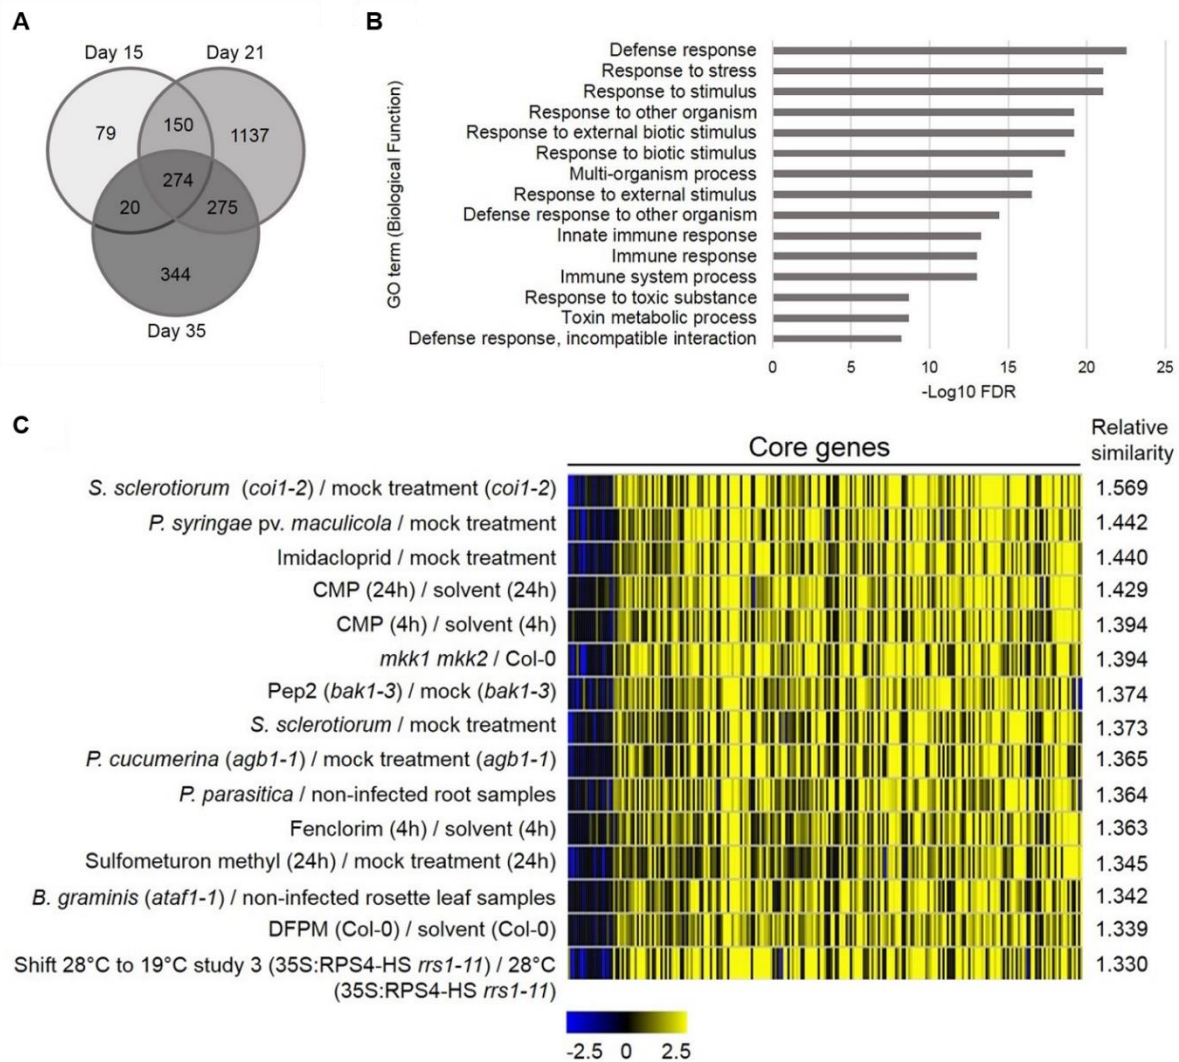 A
Day 15
Day 21
79
150
1137
274
20
275
344
Day 35
B
GO term (Biological Function)
Defense response
Response to stress
Response to stimulus
Response to other organism
Response to external biotic stimulus
Response to biotic stimulus
Multi-organism process
Response to external stimulus
Defense response to other organism
Innate immune response
Immune response
Immune system process
Response to toxic substance
Toxin metabolic process
Defense response, incompatible interaction
0 5 10 15 20 25
-Log10 FDR
C
Core genes
Relative
similarity
S. sclerotiorum (coi1-2) / mock treatment (coi1-2) 1.569
P. syringae pv. maculicola / mock treatment 1.442
Imidacloprid / mock treatment 1.440
CMP (24h) / solvent (24h) 1.429
CMP (4h) / solvent (4h) 1.394
mkk1 mkk2 / Col-0 1.394
Pep2 (bak1-3) / mock (bak1-3) 1.374
S. sclerotiorum / mock treatment 1.373
P. cucumerina (agb1-1) / mock treatment (agb1-1) 1.365
P. parasitica / non-infected root samples 1.364
Fenclorim (4h) / solvent (4h) 1.363
Sulfometuron methyl (24h) / mock treatment (24h) 1.345
B. graminis (ataf1-1) / non-infected rosette leaf samples 1.342
DFPM (Col-0) / solvent (Col-0) 1.339
Shift 28°C to 19°C study 3 (35S:RPS4-HS rrs1-11) / 28°C 1.330
(35S:RPS4-HS rrs1-11)
-2.5 0 2.5